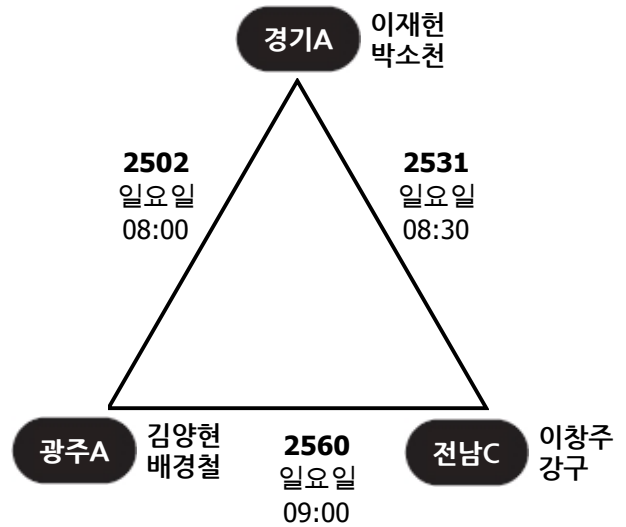 경기A
이재헌
박소천
2502
일요일
08:00
2531
일요일
08:30
광주A
김양현
배경철
2560
일요일
09:00
전남C
이창주
강구